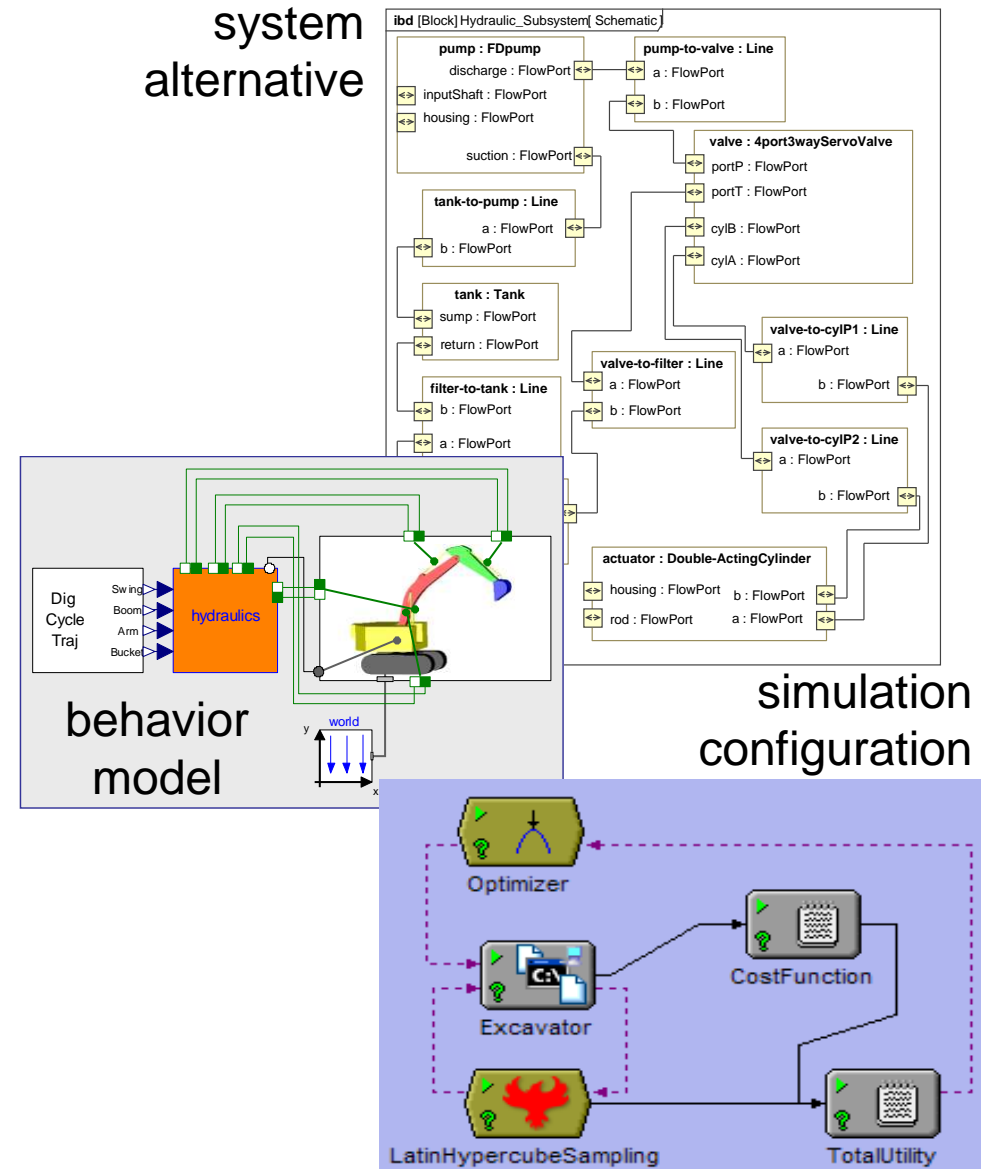 system
alternative
ibd [Block] Hydraulic_Subsystem[ Schematic]
pump : FDpump
discharge : FlowPort
inputShaft : FlowPort
housing : FlowPort
suction : FlowPort
pump-to-valve : Line
a : FlowPort
b : FlowPort
valve : 4port3wayServoValve
portP : FlowPort
portT : FlowPort
cylB : FlowPort
cylA : FlowPort
tank-to-pump : Line
a : FlowPort
b : FlowPort
tank : Tank
sump : FlowPort
return : FlowPort
valve-to-cylP1 : Line
a : FlowPort
b : FlowPort
valve-to-filter : Line
a : FlowPort
b : FlowPort
filter-to-tank : Line
b : FlowPort
a : FlowPort
valve-to-cylP2 : Line
a : FlowPort
b : FlowPort
actuator : Double-ActingCylinder
housing : FlowPort
b : FlowPort
rod : FlowPort
a : FlowPort
Dig
Cycle
Traj
Swing
Boom
Arm
Bucket
hydraulics
world
y
x
behavior
model
simulation
configuration
Optimizer
C:\
Excavator
CostFunction
LatinHypercubeSampling
TotalUtility